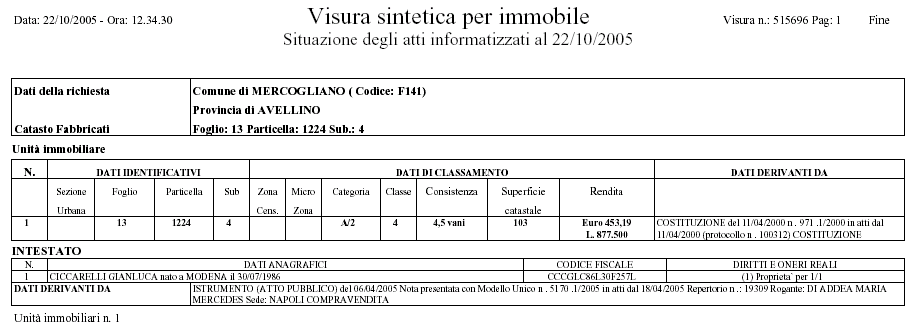 Data: 22/10/2005 - Ora: 12.34.30
Visura sintetica per immobile
Visura n.: 515696 Pag: 1 Fine
Situazione degli atti informatizzati al 22/10/2005
Dati della richiesta Comune di MERCOGLIANO ( Codice: F141)
Provincia di AVELLINO
Catasto Fabbricati Foglio: 13 Particella: 1224 Sub.: 4
Unità immobiliare
N. DATI IDENTIFICATIVI DATI DI CLASSAMENTO DATI DERIVANTI DA
Sezione Foglio Particella Sub Zona Micro Categoria Classe Consistenza Superficie Rendita
Urbana Cens. Zona catastale
1 13 1224 4 A/2 4 4,5 vani 103 Euro 453,19 COSTITUZIONE del 11/04/2000 n . 971 .1/2000 in atti dal
L. 877.500 11/04/2000 (protocollo n . 100312) COSTITUZIONE
INTESTATO
N. DATI ANAGRAFICI CODICE FISCALE DIRITTI E ONERI REALI
1 CICCARELLI GIANLUCA nato a MODENA il 30/07/1986 CCCGLC86L30F257L (1) Proprieta' per 1/1
DATI DERIVANTI DA ISTRUMENTO (ATTO PUBBLICO) del 06/04/2005 Nota presentata con Modello Unico n . 5170 .1/2005 in atti dal 18/04/2005 Repertorio n .: 19309 Rogante: DI ADDEA MARIA
MERCEDES Sede: NAPOLI COMPRAVENDITA
Unità immobiliari n. 1